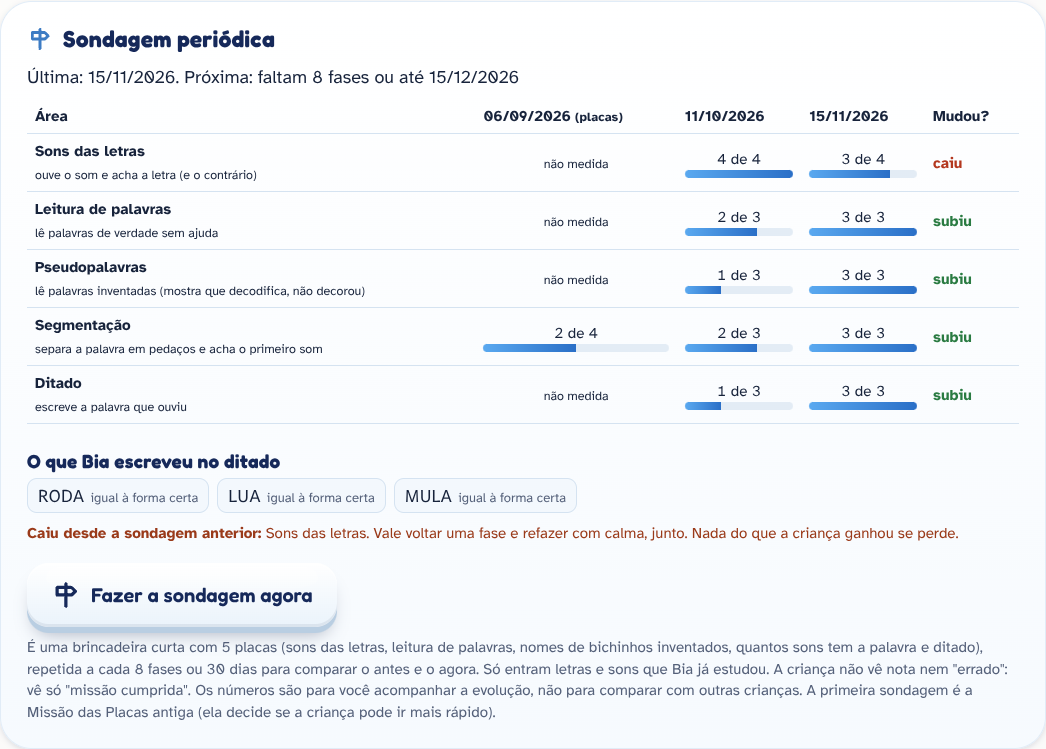 Sondagem periódica
Última: 15/11/2026. Próxima: faltam 8 fases ou até 15/12/2026
Área 06/09/2026 (placas) 11/10/2026 15/11/2026 Mudou?
Sons das letras
ouve o som e acha a letra (e o contrário)
não medida 4 de 4 3 de 4 caiu
Leitura de palavras
lê palavras de verdade sem ajuda
não medida 2 de 3 3 de 3 subiu
Pseudopalavras
lê palavras inventadas (mostra que decodifica, não decorou)
não medida 1 de 3 3 de 3 subiu
Segmentação
separa a palavra em pedaços e acha o primeiro som
2 de 4 2 de 3 3 de 3 subiu
Ditado
escreve a palavra que ouviu
não medida 1 de 3 3 de 3 subiu
O que Bia escreveu no ditado
RODA igual à forma certa LUA igual à forma certa MULA igual à forma certa
Caiu desde a sondagem anterior: Sons das letras. Vale voltar uma fase e refazer com calma, junto. Nada do que a criança ganhou se perde.
Fazer a sondagem agora
É uma brincadeira curta com 5 placas (sons das letras, leitura de palavras, nomes de bichinhos inventados, quantos sons tem a palavra e ditado),
repetida a cada 8 fases ou 30 dias para comparar o antes e o agora. Só entram letras e sons que Bia já estudou. A criança não vê nota nem "errado":
vê só "missão cumprida". Os números são para você acompanhar a evolução, não para comparar com outras crianças. A primeira sondagem é a
Missão das Placas antiga (ela decide se a criança pode ir mais rápido).